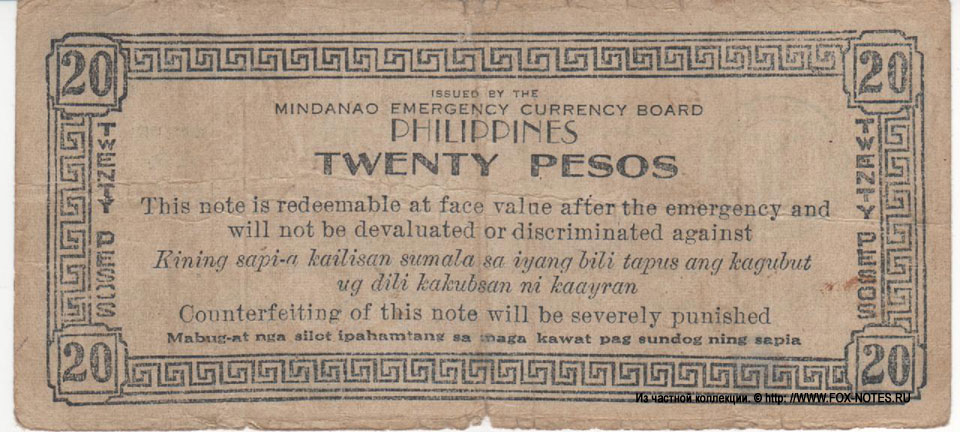 20
20
ISSUED BY THE
MINDANAO EMERGENCY CURRENCY BOARD
PHILIPPINES
TWENTY PESOS
TWENTY PESOS
TWENTY PESOS
This note is redeemable at face value after the emergency and
will not be devaluated or discriminated against
Kining sapi-a kailisan sumala sa iyang bili tapus ang kagubut
ug dili kakubsan ni kaayran
Counterfeiting of this note will be severely punished
Mabug-at nga silot ipahamtang sa maga kawat pag sundog ning sapia
20
20
Из частной коллекции. © http: //WWW.FOX-NOTES.RU